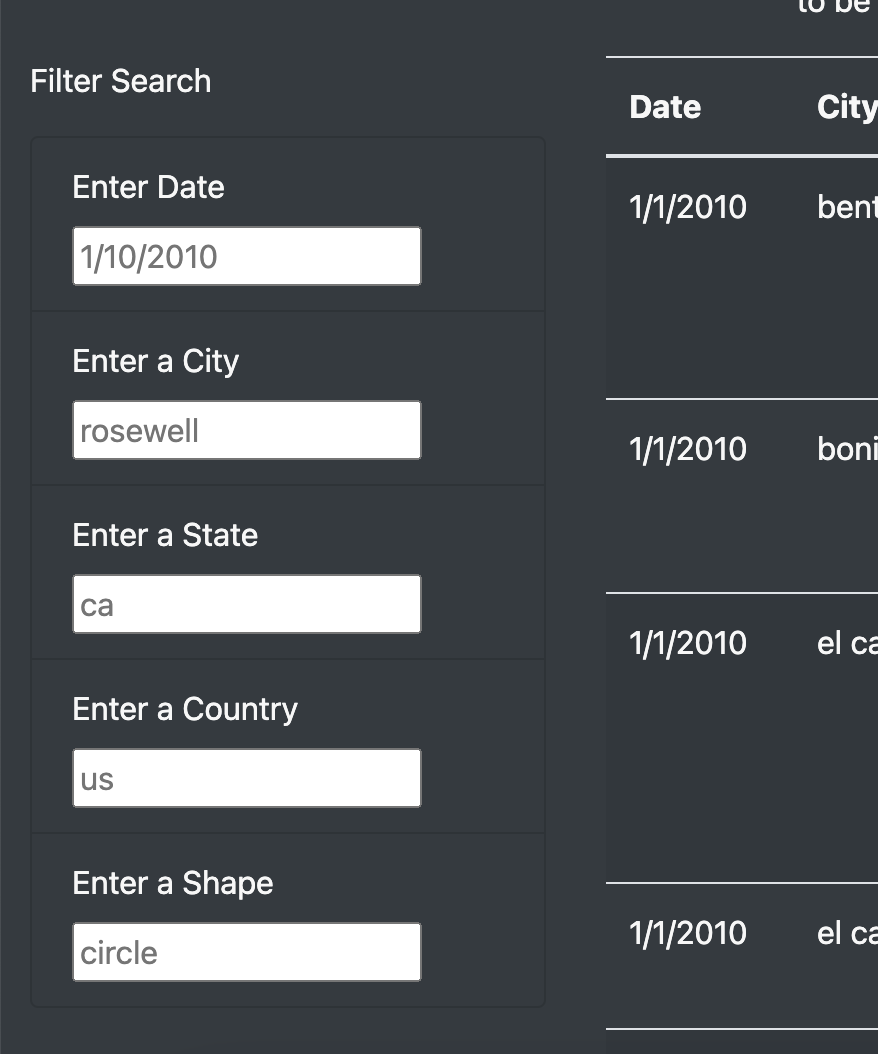 to be
Filter Search
Enter Date
1/10/2010
Enter a City
rosewell
Enter a State
ca
Enter a Country
us
Enter a Shape
circle
Date City
1/1/2010 bent
1/1/2010 boni
1/1/2010 el ca
1/1/2010 el ca